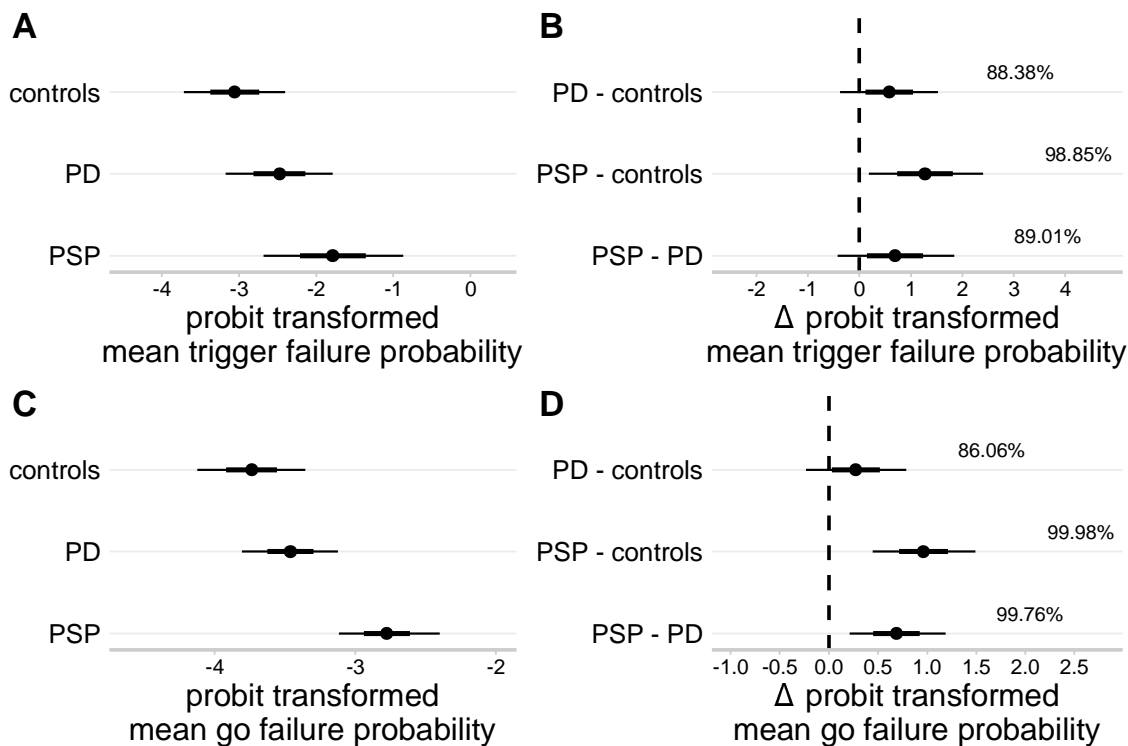 A
controls
PD
PSP
-4 -3 -2 -1 0
probit transformed
mean trigger failure probability
B
PD - controls
88.38%
PSP - controls
98.85%
PSP - PD
89.01%
-2 -1 0 1 2 3 4
Δ probit transformed
mean trigger failure probability
C
controls
PD
PSP
-4 -3 -2
probit transformed
mean go failure probability
D
PD - controls
86.06%
PSP - controls
99.98%
PSP - PD
99.76%
-1.0 -0.5 0.0 0.5 1.0 1.5 2.0 2.5
Δ probit transformed
mean go failure probability